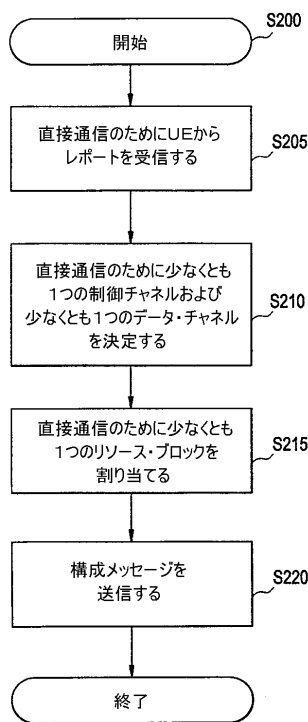 開始
S200
直接通信のためにUEから
レポートを受信する
S205
直接通信のために少なくとも
1つの制御チャネルおよび
少なくとも1つのデータ・チャネル
を決定する
S210
直接通信のために少なくとも
1つのリソース・ブロックを
割り当てる
S215
構成メッセージを
送信する
S220
終了